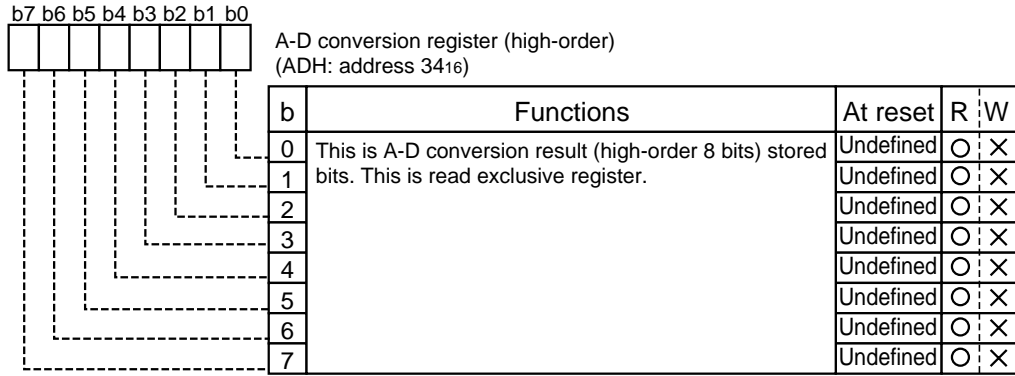 b7 b6 b5 b4 b3 b2 b1 b0
A-D conversion register (high-order)
(ADH: address 3416)
b Functions At reset R W
0 This is A-D conversion result (high-order 8 bits) stored Undefined ○ ×
1 bits. This is read exclusive register. Undefined ○ ×
2 Undefined ○ ×
3 Undefined ○ ×
4 Undefined ○ ×
5 Undefined ○ ×
6 Undefined ○ ×
7 Undefined ○ ×